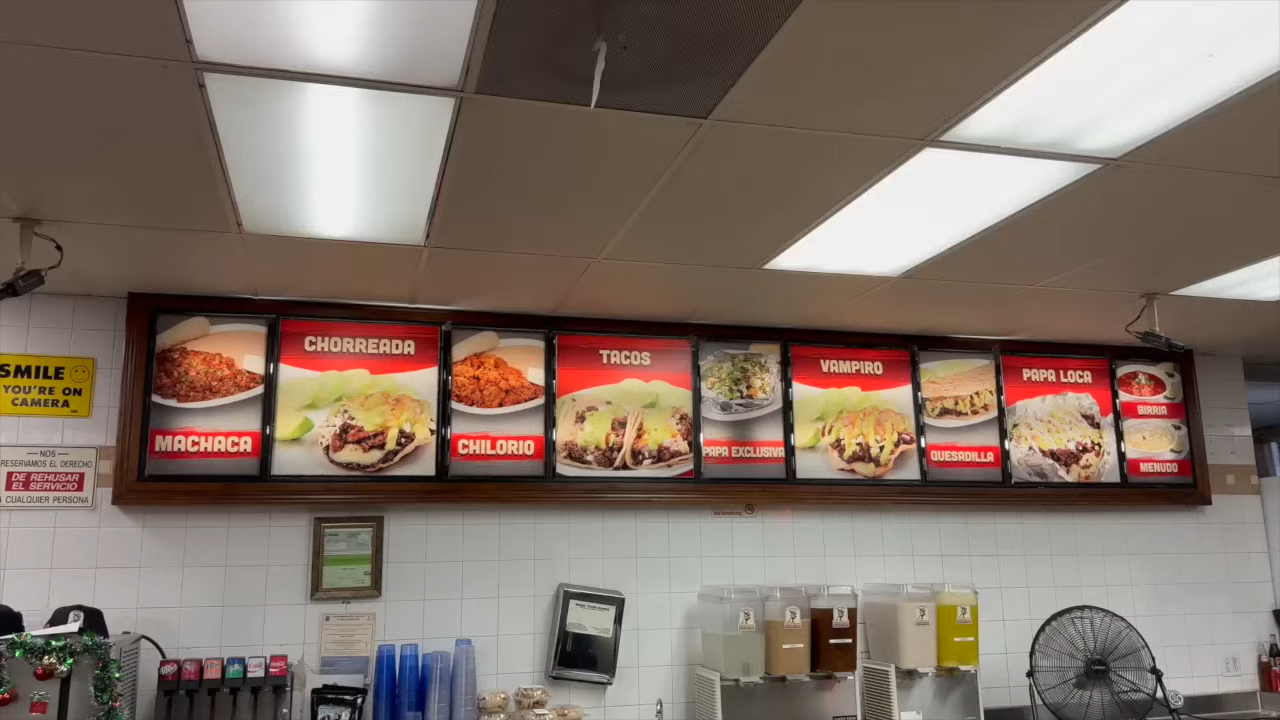 SMILE
YOU'RE ON
CAMERA
-NOS-
RESERVAMOS EL DERECHO
DE REHUSAR
EL SERVICIO
A CUALQUIER PERSONA
MACHACA
CHORREADA
CHILORIO
TACOS
PAPA EXCLUSIVA
VAMPIRO
QUESADILLA
PAPA LOCA
BIRRIA
MENUDO